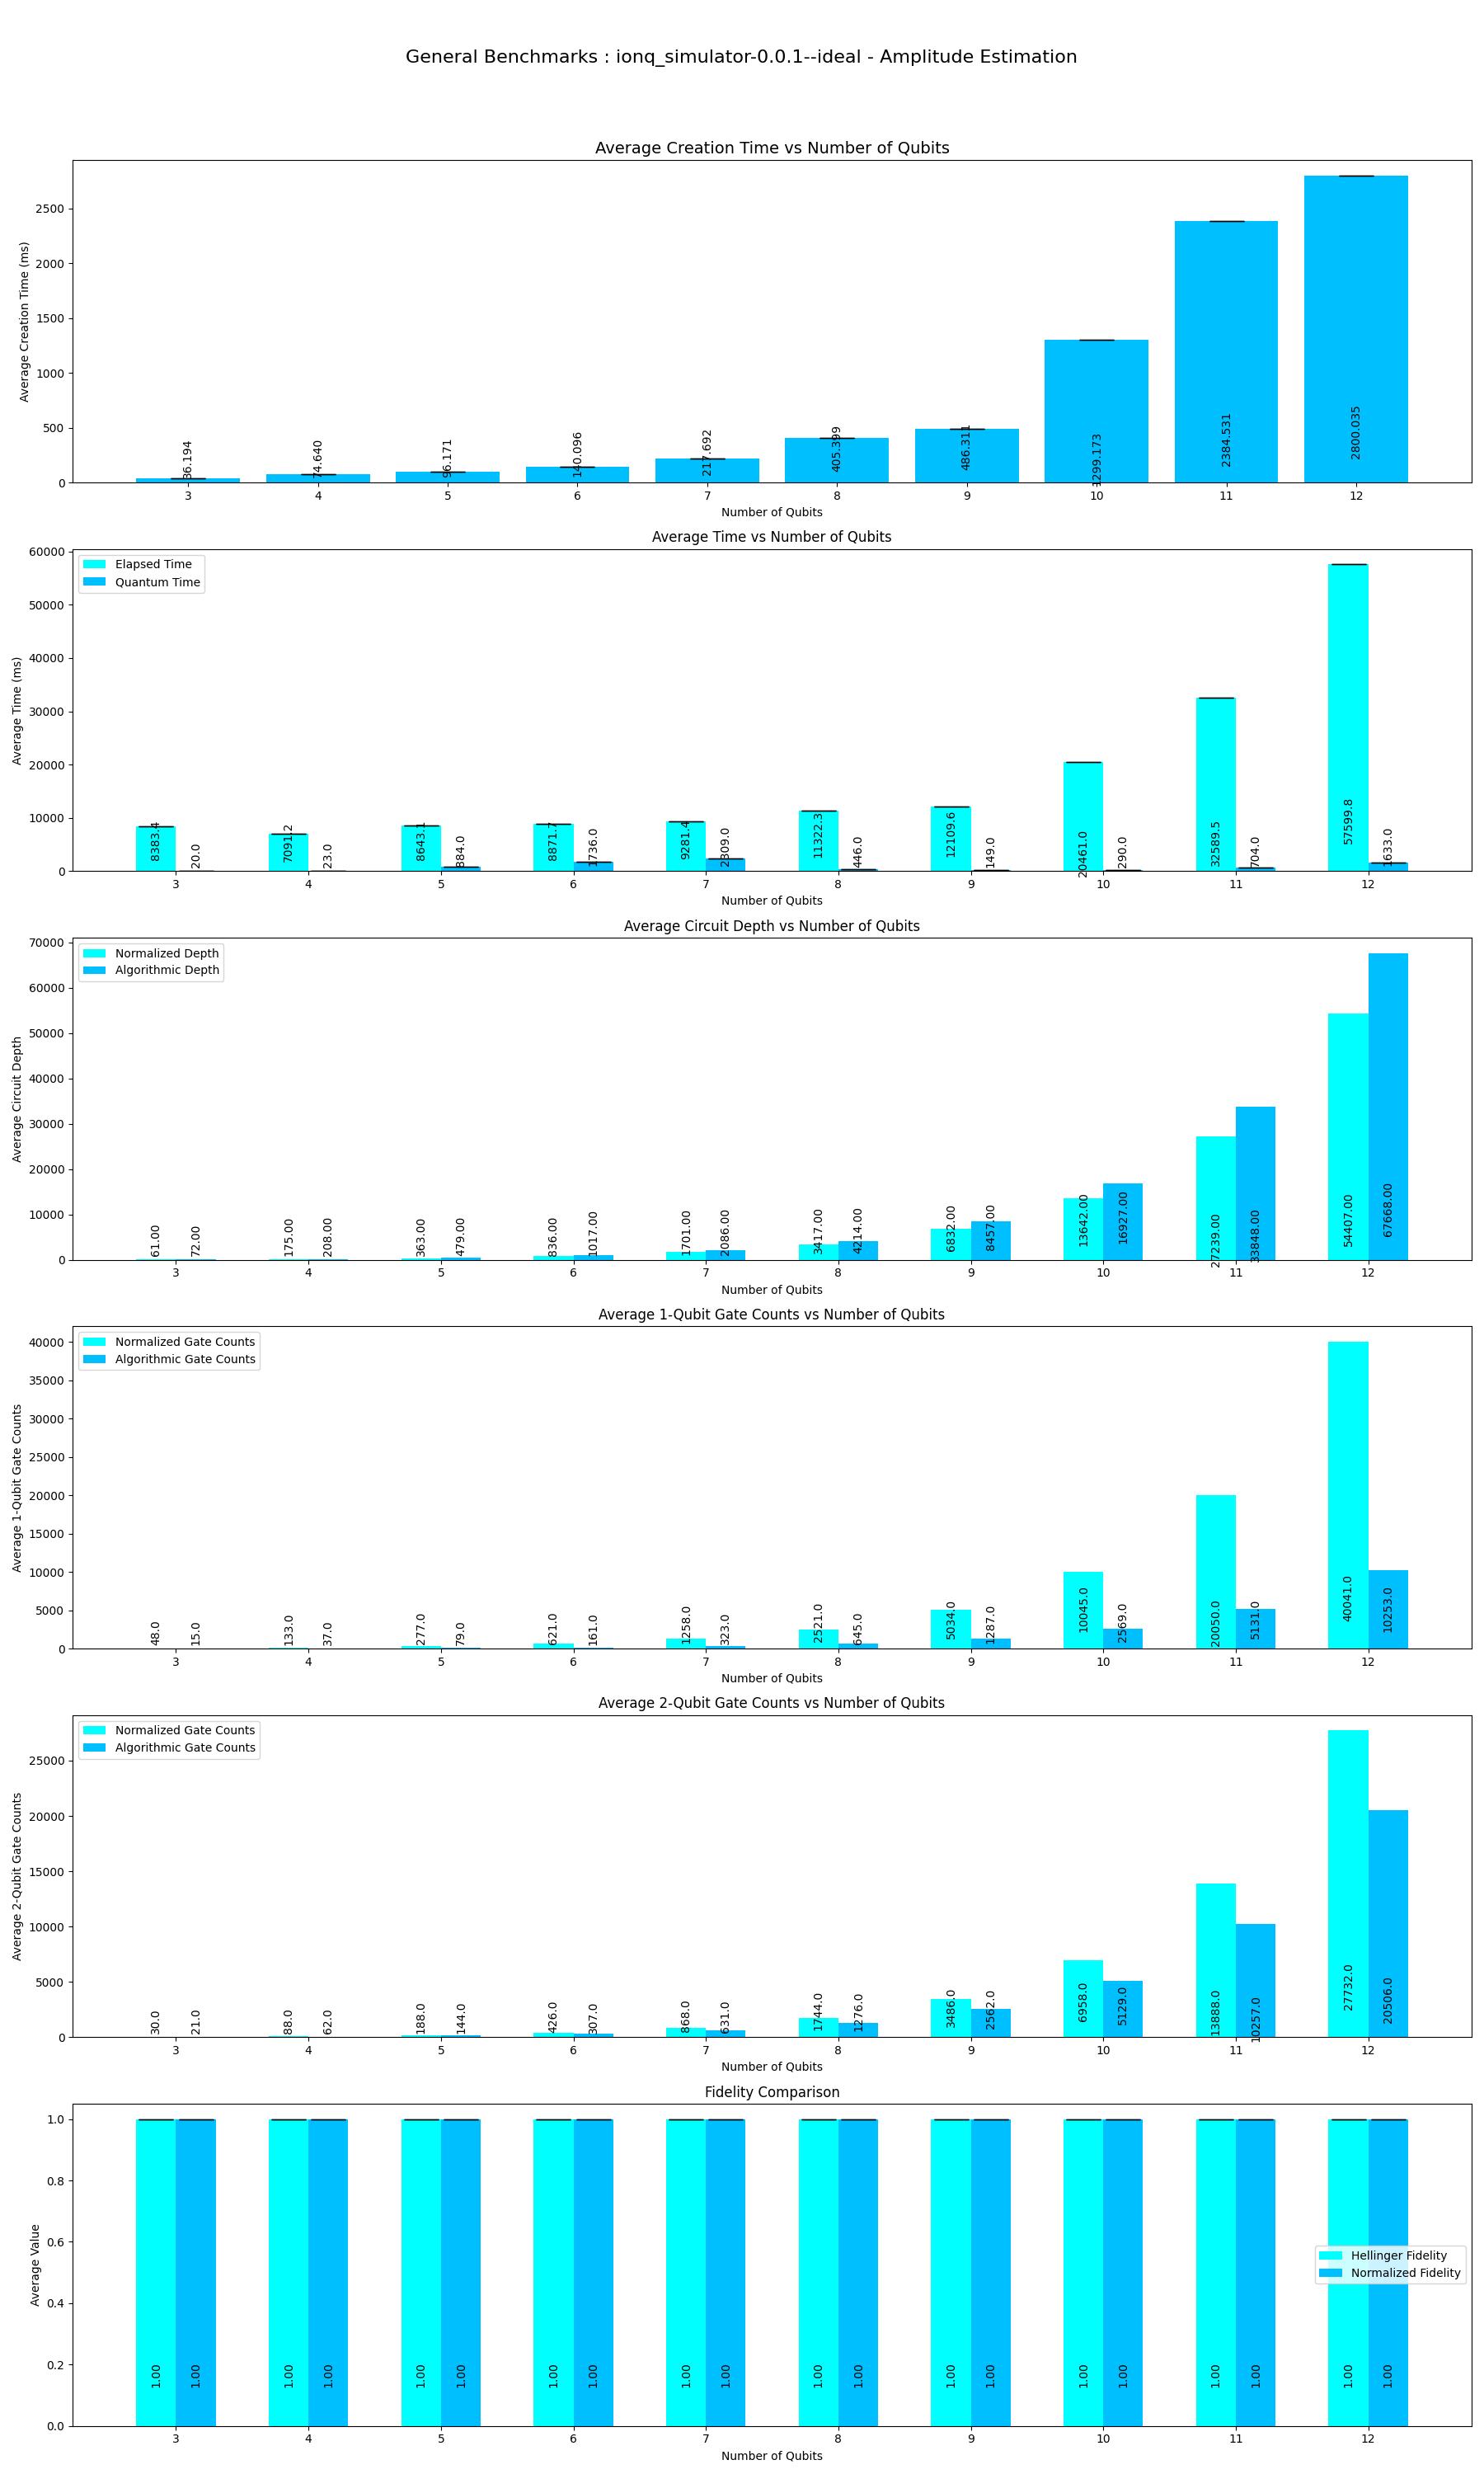 General Benchmarks : ionq_simulator-0.0.1--ideal - Amplitude Estimation
Average Creation Time vs Number of Qubits
Average Creation Time (ms)
2500
2000
1500
1000
500
0
36.194 74.640 96.171 140.096 217.692 405.399 486.311 1299.173 2384.531 2800.035
3 4 5 6 7 8 9 10 11 12
Number of Qubits
Average Time vs Number of Qubits
Elapsed Time
Quantum Time
Average Time (ms)
60000
50000
40000
30000
20000
10000
0
8383.4 20.0 7091.2 23.0 8643.1 884.0 8871.7 1736.0 9281.4 2309.0 11322.3 446.0 12109.6 149.0 20461.0 290.0 32589.5 704.0 57599.8 1633.0
3 4 5 6 7 8 9 10 11 12
Number of Qubits
Average Circuit Depth vs Number of Qubits
Normalized Depth
Algorithmic Depth
Average Circuit Depth
70000
60000
50000
40000
30000
20000
10000
0
61.00 72.00 175.00 208.00 363.00 479.00 836.00 1017.00 1701.00 2086.00 3417.00 4214.00 6832.00 8457.00 13642.00 16927.00 27239.00 33848.00 54407.00 67668.00
3 4 5 6 7 8 9 10 11 12
Number of Qubits
Average 1-Qubit Gate Counts vs Number of Qubits
Normalized Gate Counts
Algorithmic Gate Counts
Average 1-Qubit Gate Counts
40000
35000
30000
25000
20000
15000
10000
5000
0
48.0 15.0 133.0 37.0 277.0 79.0 621.0 161.0 1258.0 323.0 2521.0 645.0 5034.0 1287.0 10045.0 2569.0 20050.0 5131.0 40041.0 10253.0
3 4 5 6 7 8 9 10 11 12
Number of Qubits
Average 2-Qubit Gate Counts vs Number of Qubits
Normalized Gate Counts
Algorithmic Gate Counts
Average 2-Qubit Gate Counts
25000
20000
15000
10000
5000
0
30.0 21.0 88.0 62.0 188.0 144.0 426.0 307.0 868.0 631.0 1744.0 1276.0 3486.0 2562.0 6958.0 5129.0 13888.0 10257.0 27732.0 20506.0
3 4 5 6 7 8 9 10 11 12
Number of Qubits
Fidelity Comparison
Average Value
1.0
0.8
0.6
0.4
0.2
0.0
Hellinger Fidelity
Normalized Fidelity
1.00 1.00 1.00 1.00 1.00 1.00 1.00 1.00 1.00 1.00 1.00 1.00 1.00 1.00 1.00 1.00 1.00 1.00 1.00 1.00
3 4 5 6 7 8 9 10 11 12
Number of Qubits